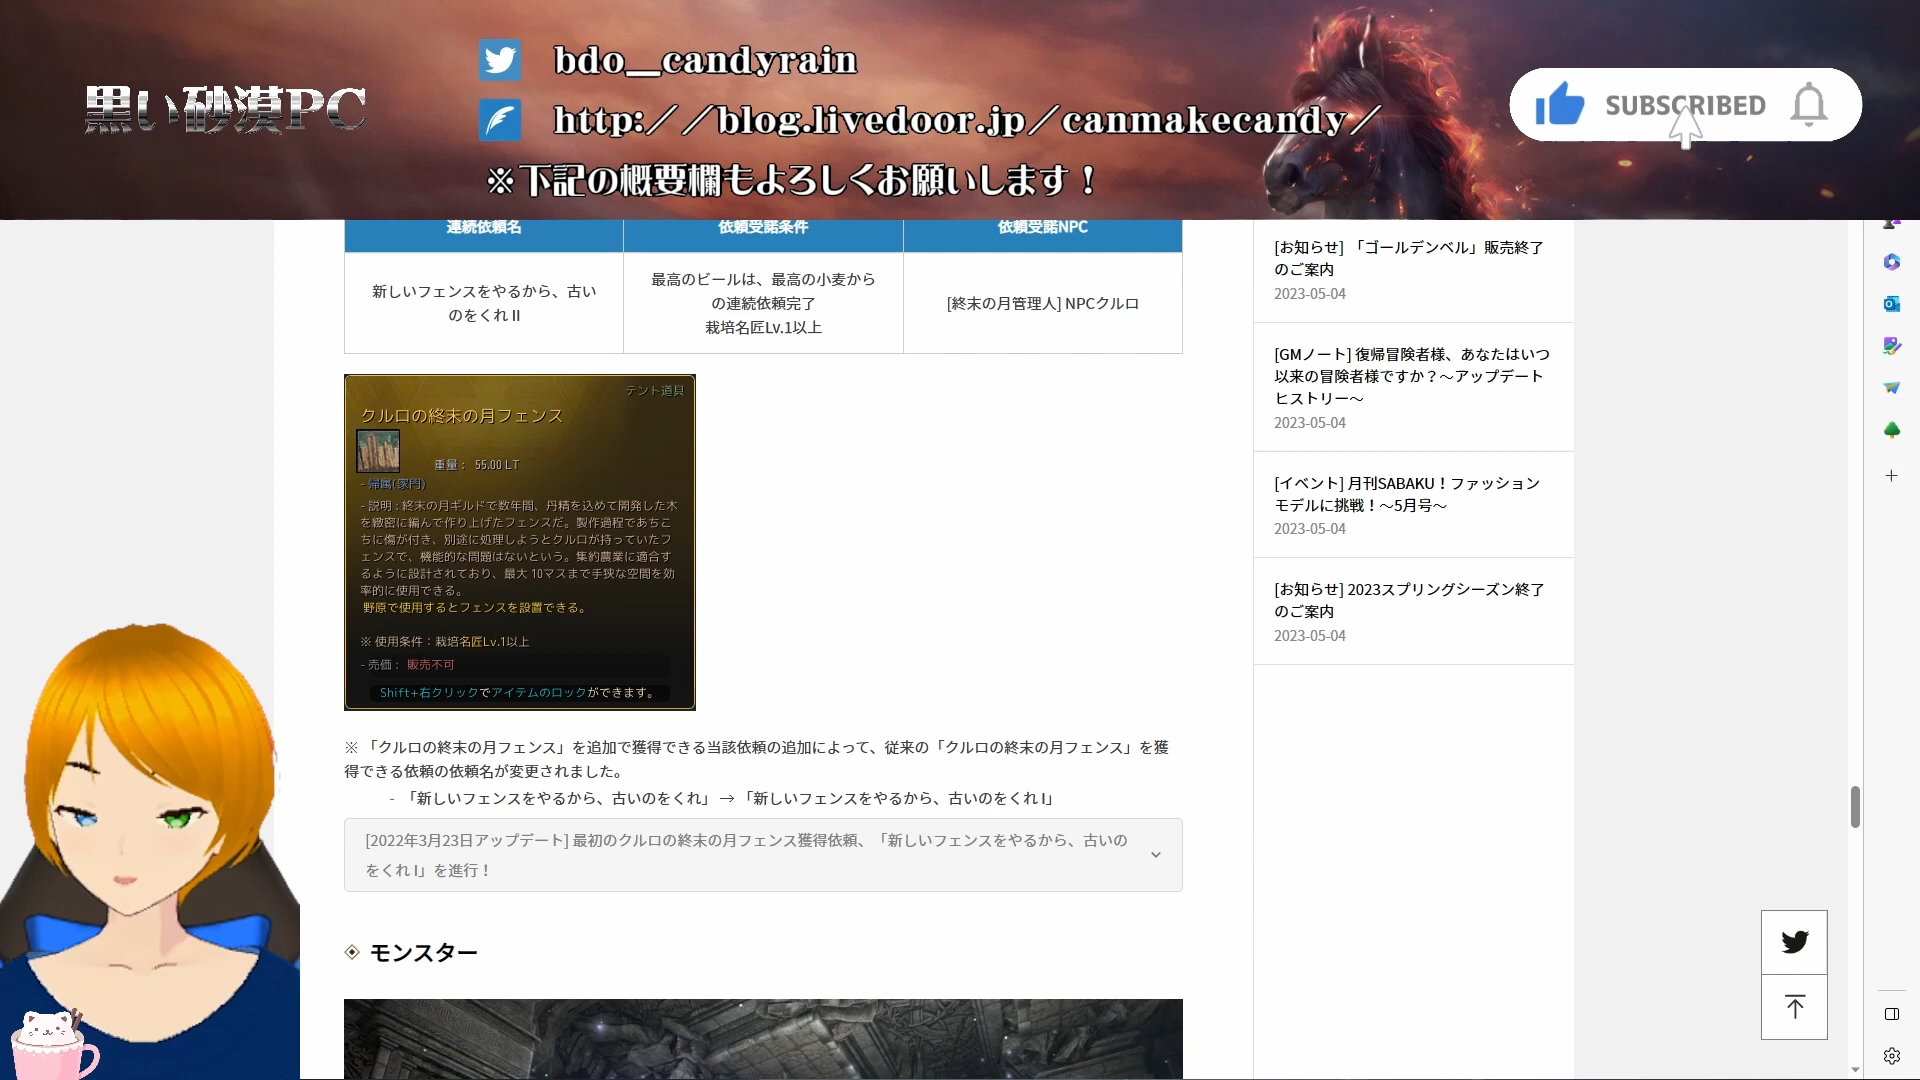 黒い砂漠PC
bdo__candyrain
http://blog.livedoor.jp/canmakecandy/
※下記の概要欄もよろしくお願いします！
SUBSCRIBED
連続依頼名
依頼受諾条件
依頼受諾NPC
新しいフェンスをやるから、古い
のをくれ II
最高のビールは、最高の小麦から
の連続依頼完了
栽培名匠Lv.1以上
[終末の月管理人] NPCクルロ
テント道具
クルロの終末の月フェンス
重量： 55.00 LT
- 帰属(家門)
- 説明 : 終末の月ギルドで数年間、丹精を込めて開発した木
を緻密に編んで作り上げたフェンスだ。製作過程であちこ
ちに傷が付き、別途に処理しようとクルロが持っていたフ
ェンスで、機能的な問題はないという。集約農業に適合す
るように設計されており、最大 10マスまで手狭な空間を効
率的に使用できる。
野原で使用するとフェンスを設置できる。
※ 使用条件：栽培名匠Lv.1以上
- 売価： 販売不可
Shift+右クリックでアイテムのロックができます。
※ 「クルロの終末の月フェンス」を追加で獲得できる当該依頼の追加によって、従来の「クルロの終末の月フェンス」を獲
得できる依頼の依頼名が変更されました。
- 「新しいフェンスをやるから、古いのをくれ」 → 「新しいフェンスをやるから、古いのをくれ I」
[2022年3月23日アップデート] 最初のクルロの終末の月フェンス獲得依頼、「新しいフェンスをやるから、古いの
をくれ I」を進行！
モンスター
[お知らせ] 「ゴールデンベル」販売終了
のご案内
2023-05-04
[GMノート] 復帰冒険者様、あなたはいつ
以来の冒険者様ですか？～アップデート
ヒストリー～
2023-05-04
[イベント] 月刊SABAKU！ファッション
モデルに挑戦！～5月号～
2023-05-04
[お知らせ] 2023スプリングシーズン終了
のご案内
2023-05-04